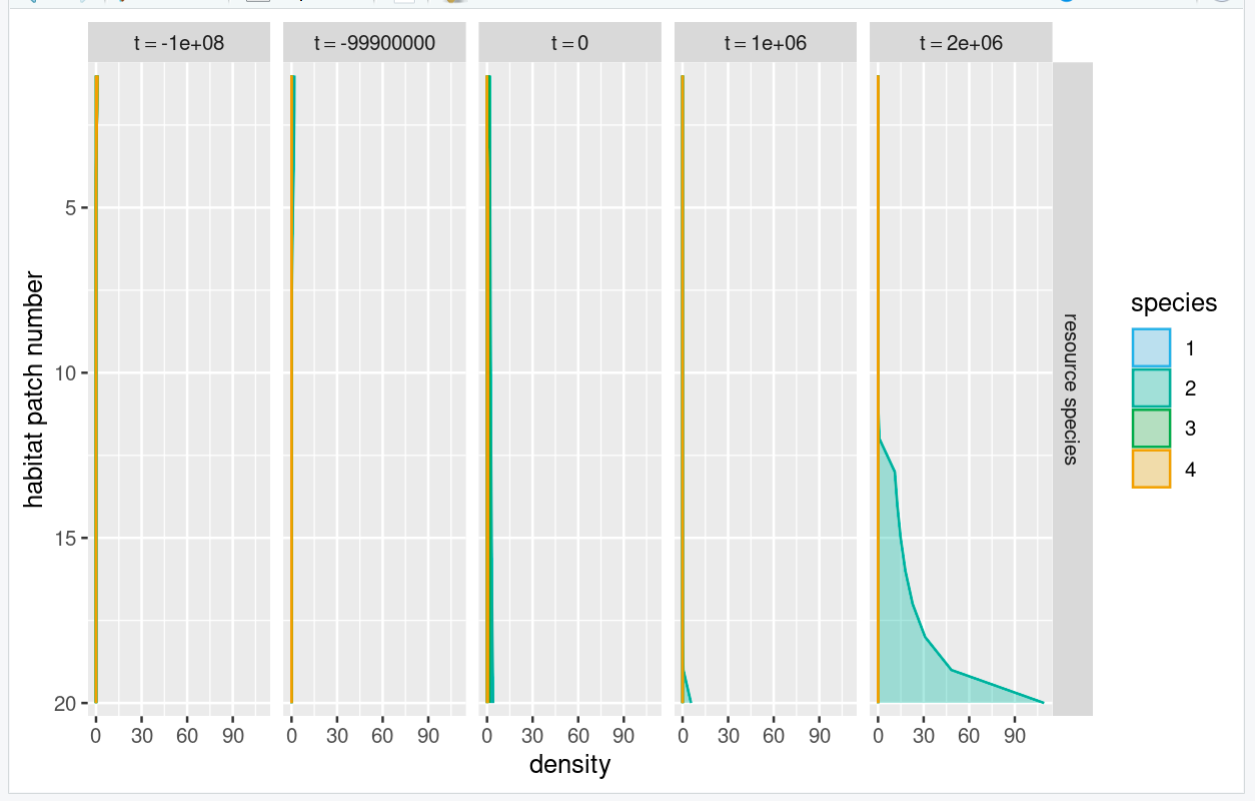 t = -1e+08
t = -99900000
t = 0
t = 1e+06
t = 2e+06
habitat patch number
5
10
15
20
resource species
species
1
2
3
4
0 30 60 90
0 30 60 90
0 30 60 90
0 30 60 90
0 30 60 90
density